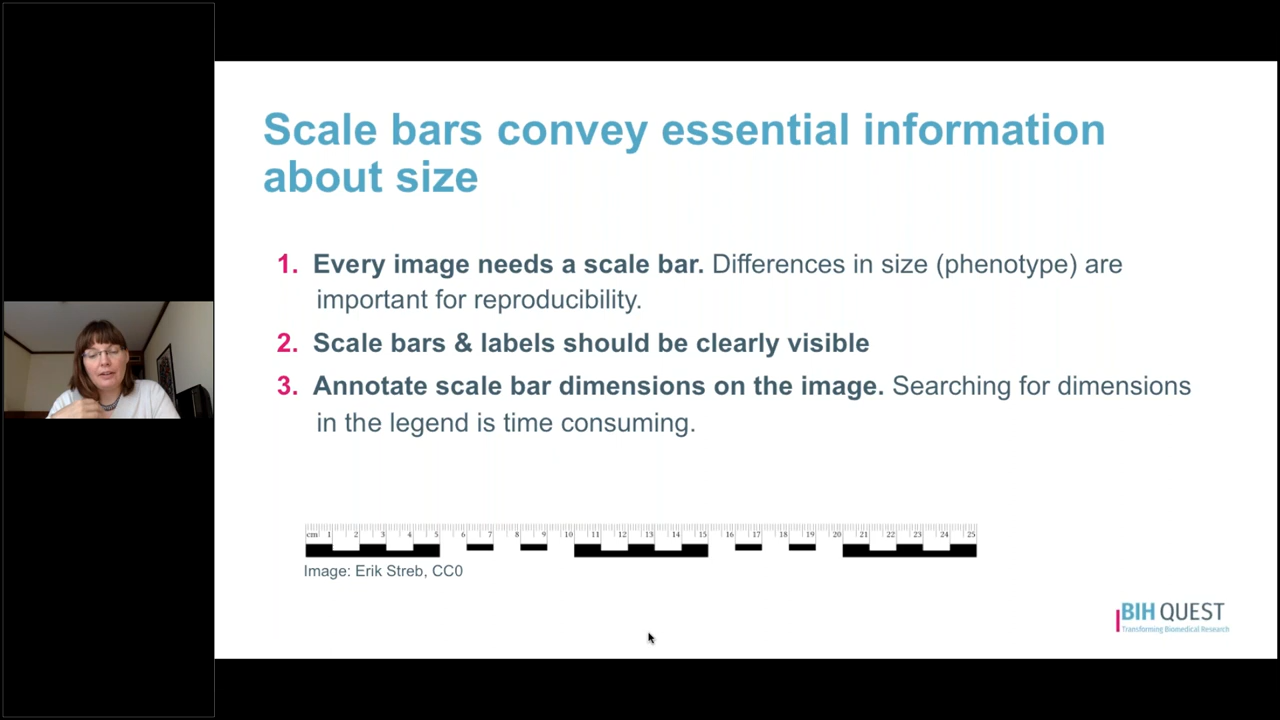 Scale bars convey essential information
about size
1. Every image needs a scale bar. Differences in size (phenotype) are
important for reproducibility.
2. Scale bars & labels should be clearly visible
3. Annotate scale bar dimensions on the image. Searching for dimensions
in the legend is time consuming.
cm 1 2 3 4 5 6 7 8 9 10 11 12 13 14 15 16 17 18 19 20 21 22 23 24 25
Image: Erik Streb, CC0
BIH QUEST
Transforming Biomedical Research